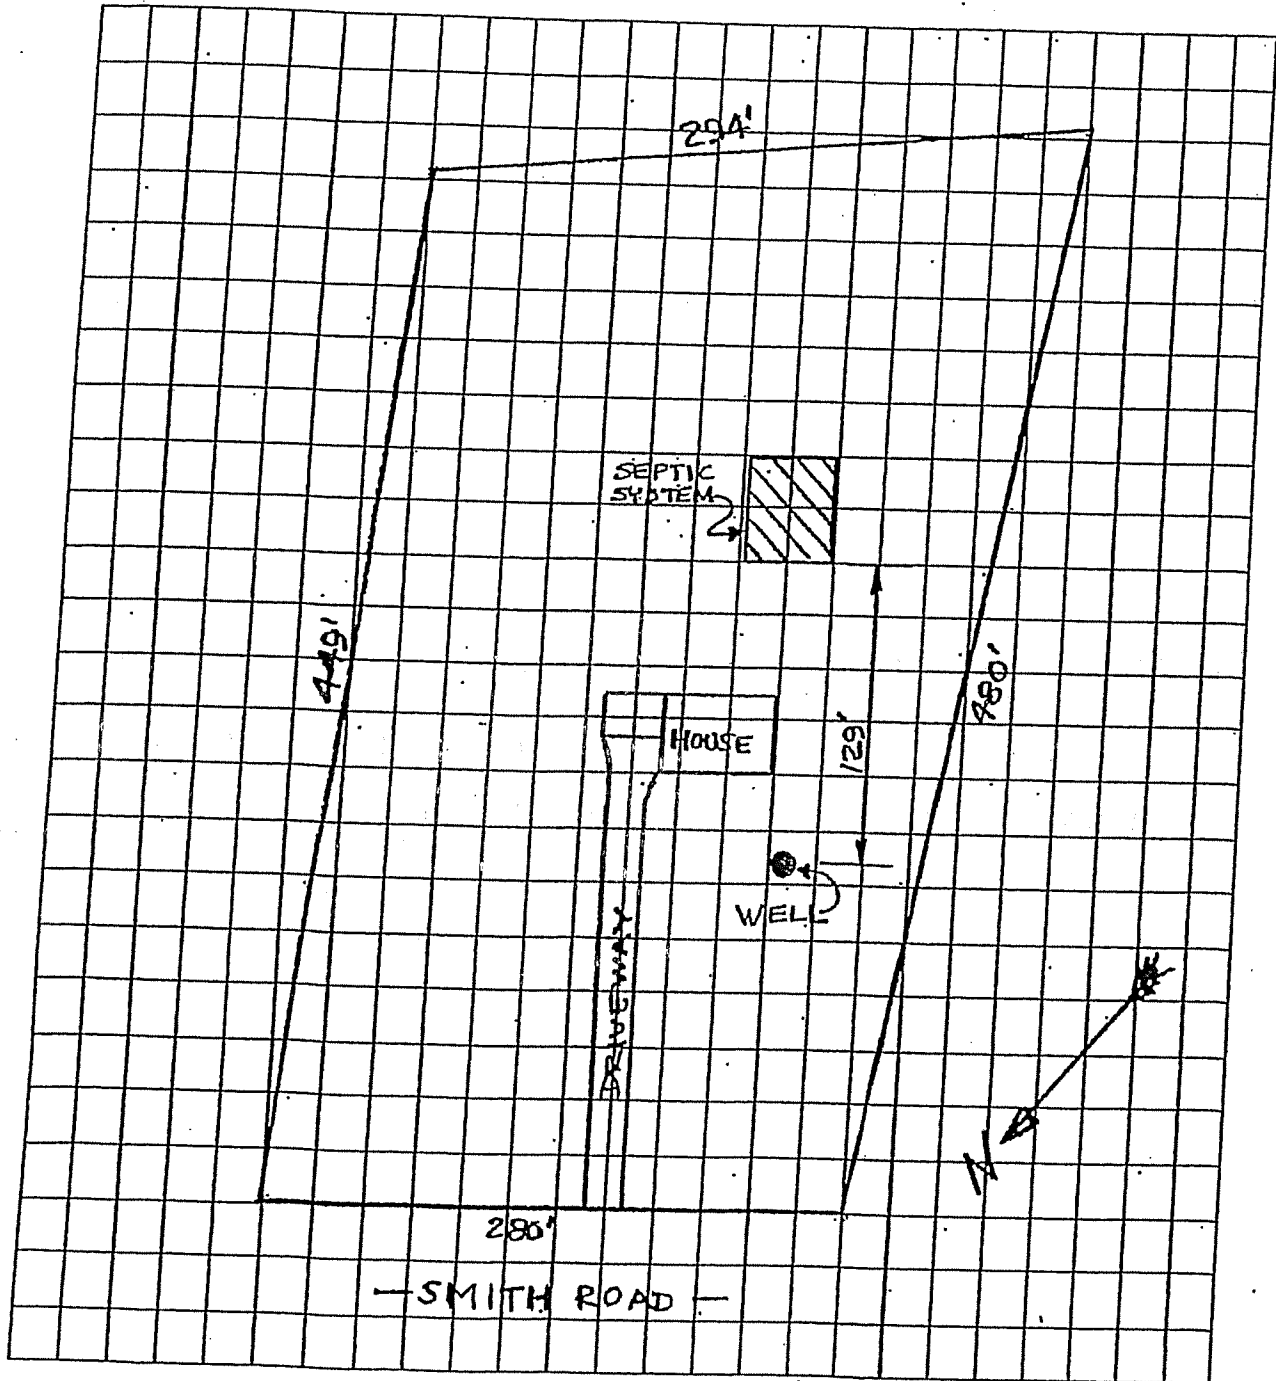 294'
SEPTIC
SYSTEM
449'
480'
HOUSE
129'
WELL
DRIVEWAY
N
280'
— SMITH ROAD —